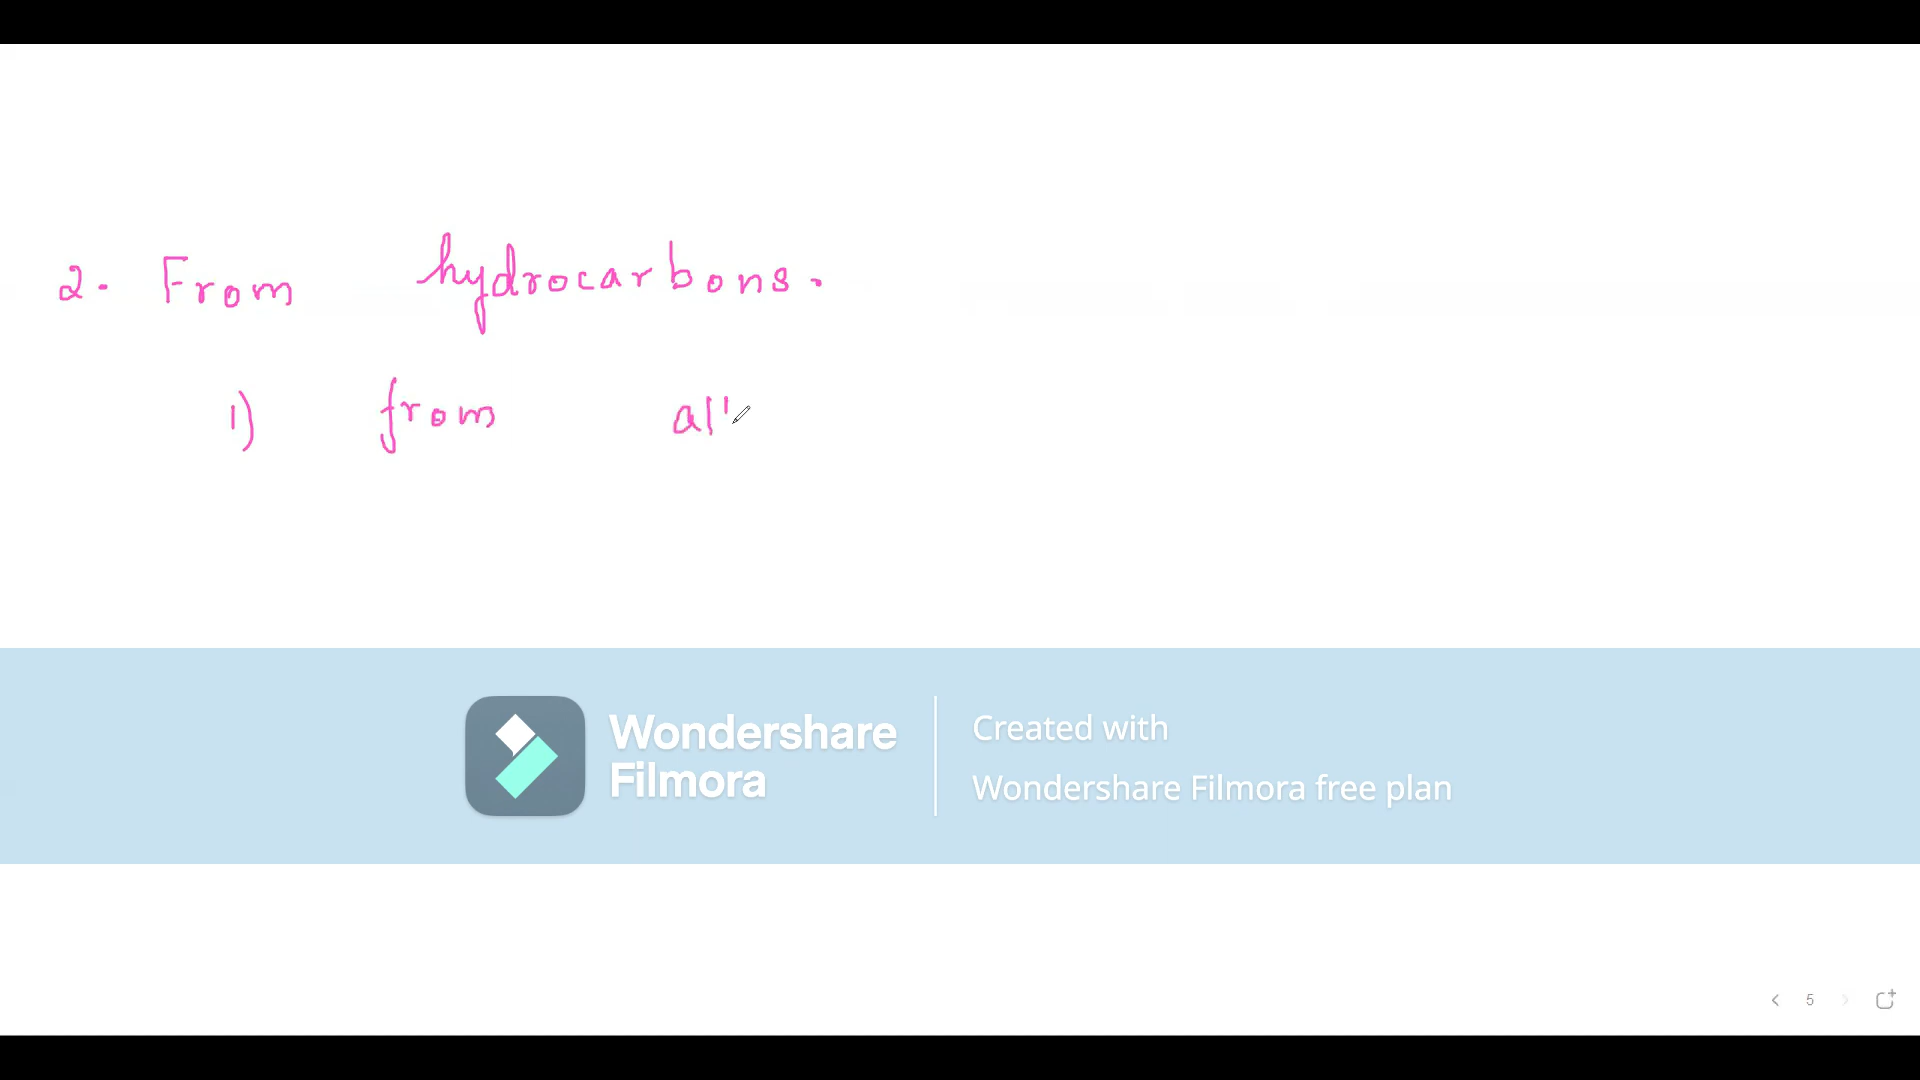 2. From hydrocarbons.
1) from
Wondershare
Filmora
Created with
Wondershare Filmora free plan
5